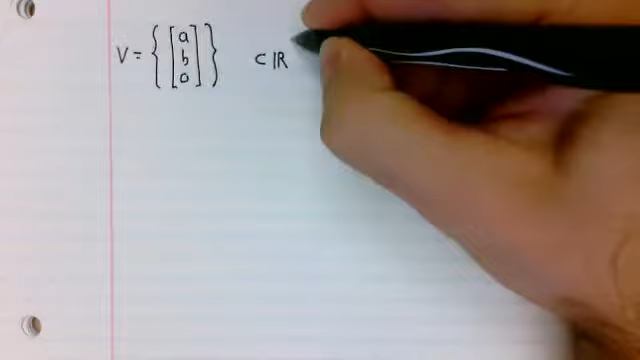 V = { [ a b 0 ] } ⊂ ℝ